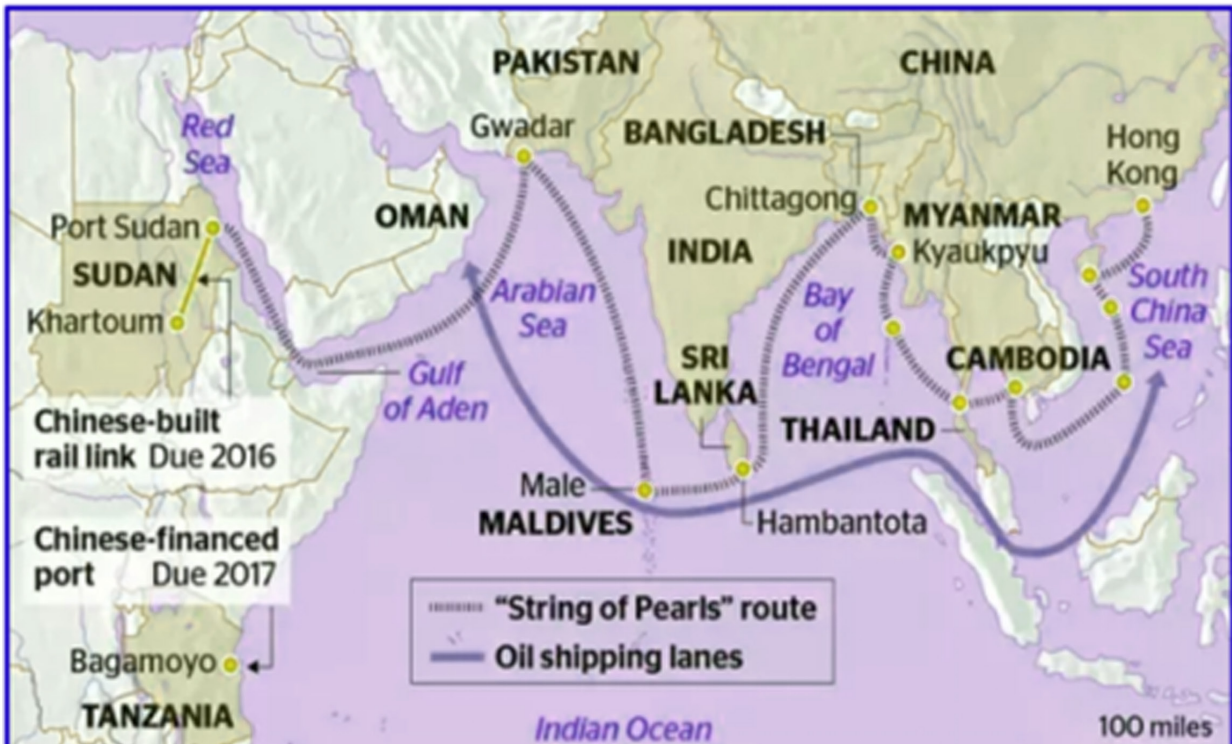 PAKISTAN
CHINA
Gwadar
BANGLADESH
Hong
Kong
Red
Sea
Chittagong
Port Sudan
OMAN
MYANMAR
SUDAN
INDIA
Kyaukpyu
Khartoum
Arabian
Sea
Bay
of
Bengal
South
China
Sea
SRI
LANKA
CAMBODIA
Gulf
of Aden
THAILAND
Chinese-built
rail link Due 2016
Male
MALDIVES
Hambantota
Chinese-financed
port Due 2017
"String of Pearls" route
Oil shipping lanes
Bagamoyo
TANZANIA
Indian Ocean
100 miles